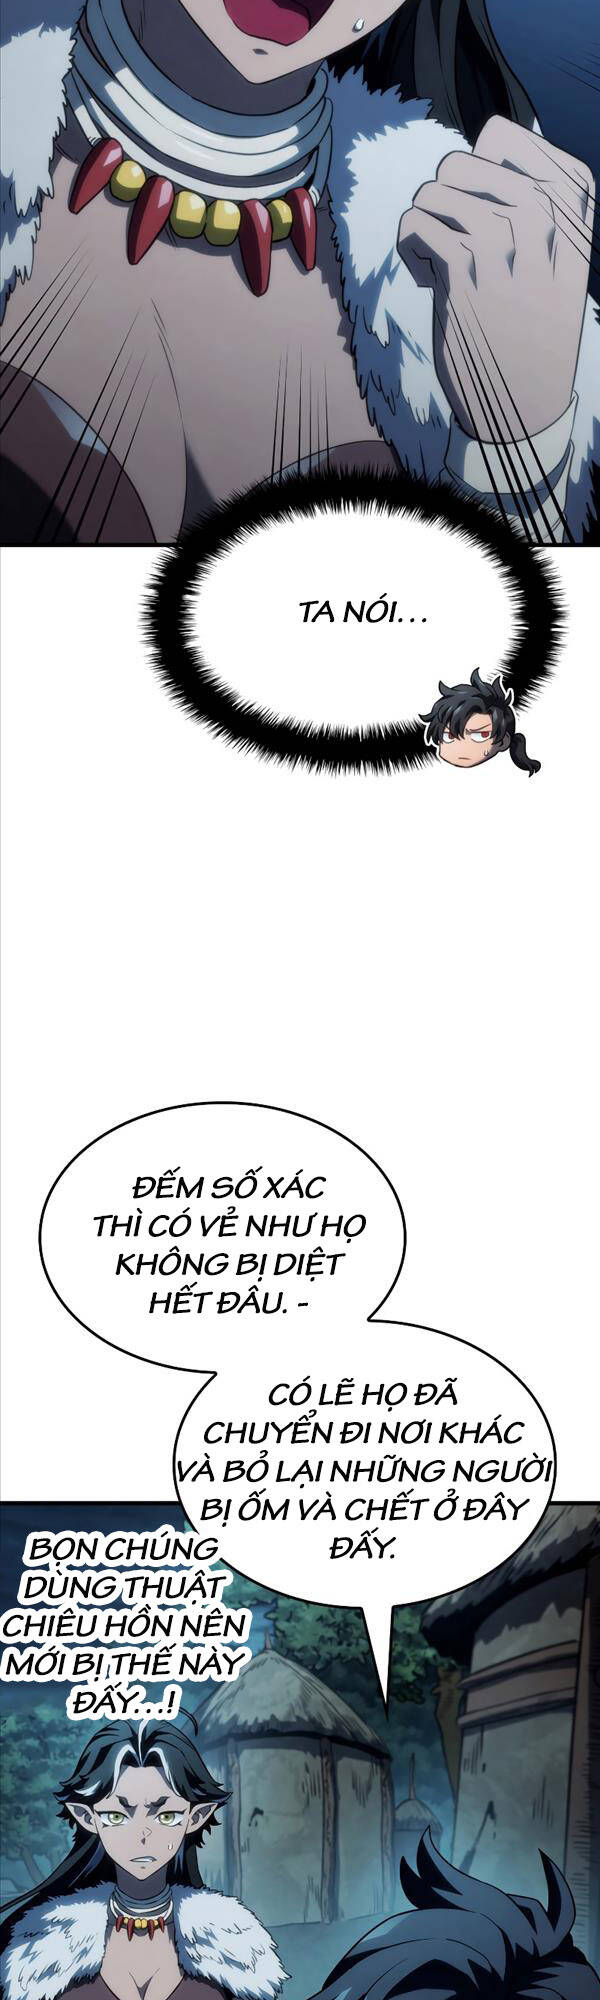 TA NÓI...
ĐẾM SỐ XÁC
THÌ CÓ VẺ NHƯ HỌ
KHÔNG BỊ DIỆT
HẾT ĐÂU. -
CÓ LẼ HỌ ĐÃ
CHUYỂN ĐI NƠI KHÁC
VÀ BỎ LẠI NHỮNG NGƯỜI
BỊ ỐM VÀ CHẾT Ở ĐÂY
ĐẤY.
BỌN CHÚNG
DÙNG THUẬT
CHIÊU HỒN NÊN
MỚI BỊ THẾ NÀY
ĐẤY...!